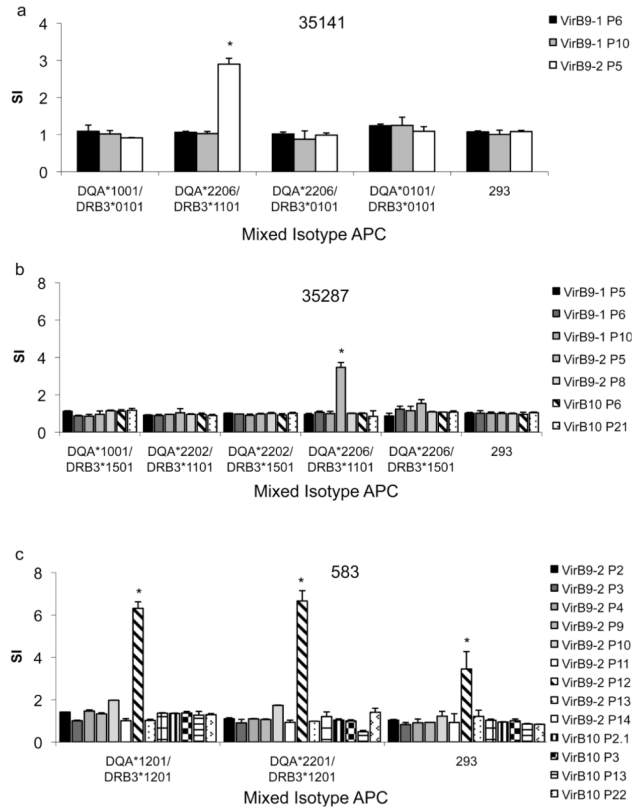 a
35141
4
3
2
1
0
SI
*
DQA*1001/ DQA*2206/ DQA*2206/ DQA*0101/ 293
DRB3*0101 DRB3*1101 DRB3*0101 DRB3*0101
Mixed Isotype APC
VirB9-1 P6
VirB9-1 P10
VirB9-2 P5
b
35287
8
6
4
2
0
SI
*
DQA*1001/ DQA*2202/ DQA*2202/ DQA*2206/ DQA*2206/ 293
DRB3*1501 DRB3*1101 DRB3*1501 DRB3*1101 DRB3*1501
Mixed Isotype APC
VirB9-1 P5
VirB9-1 P6
VirB9-1 P10
VirB9-2 P5
VirB9-2 P8
VirB10 P6
VirB10 P21
c
583
8
6
4
2
0
SI
* * *
DQA*1201/ DQA*2201/ 293
DRB3*1201 DRB3*1201
Mixed Isotype APC
VirB9-2 P2
VirB9-2 P3
VirB9-2 P4
VirB9-2 P9
VirB9-2 P10
VirB9-2 P11
VirB9-2 P12
VirB9-2 P13
VirB9-2 P14
VirB10 P2.1
VirB10 P3
VirB10 P13
VirB10 P22